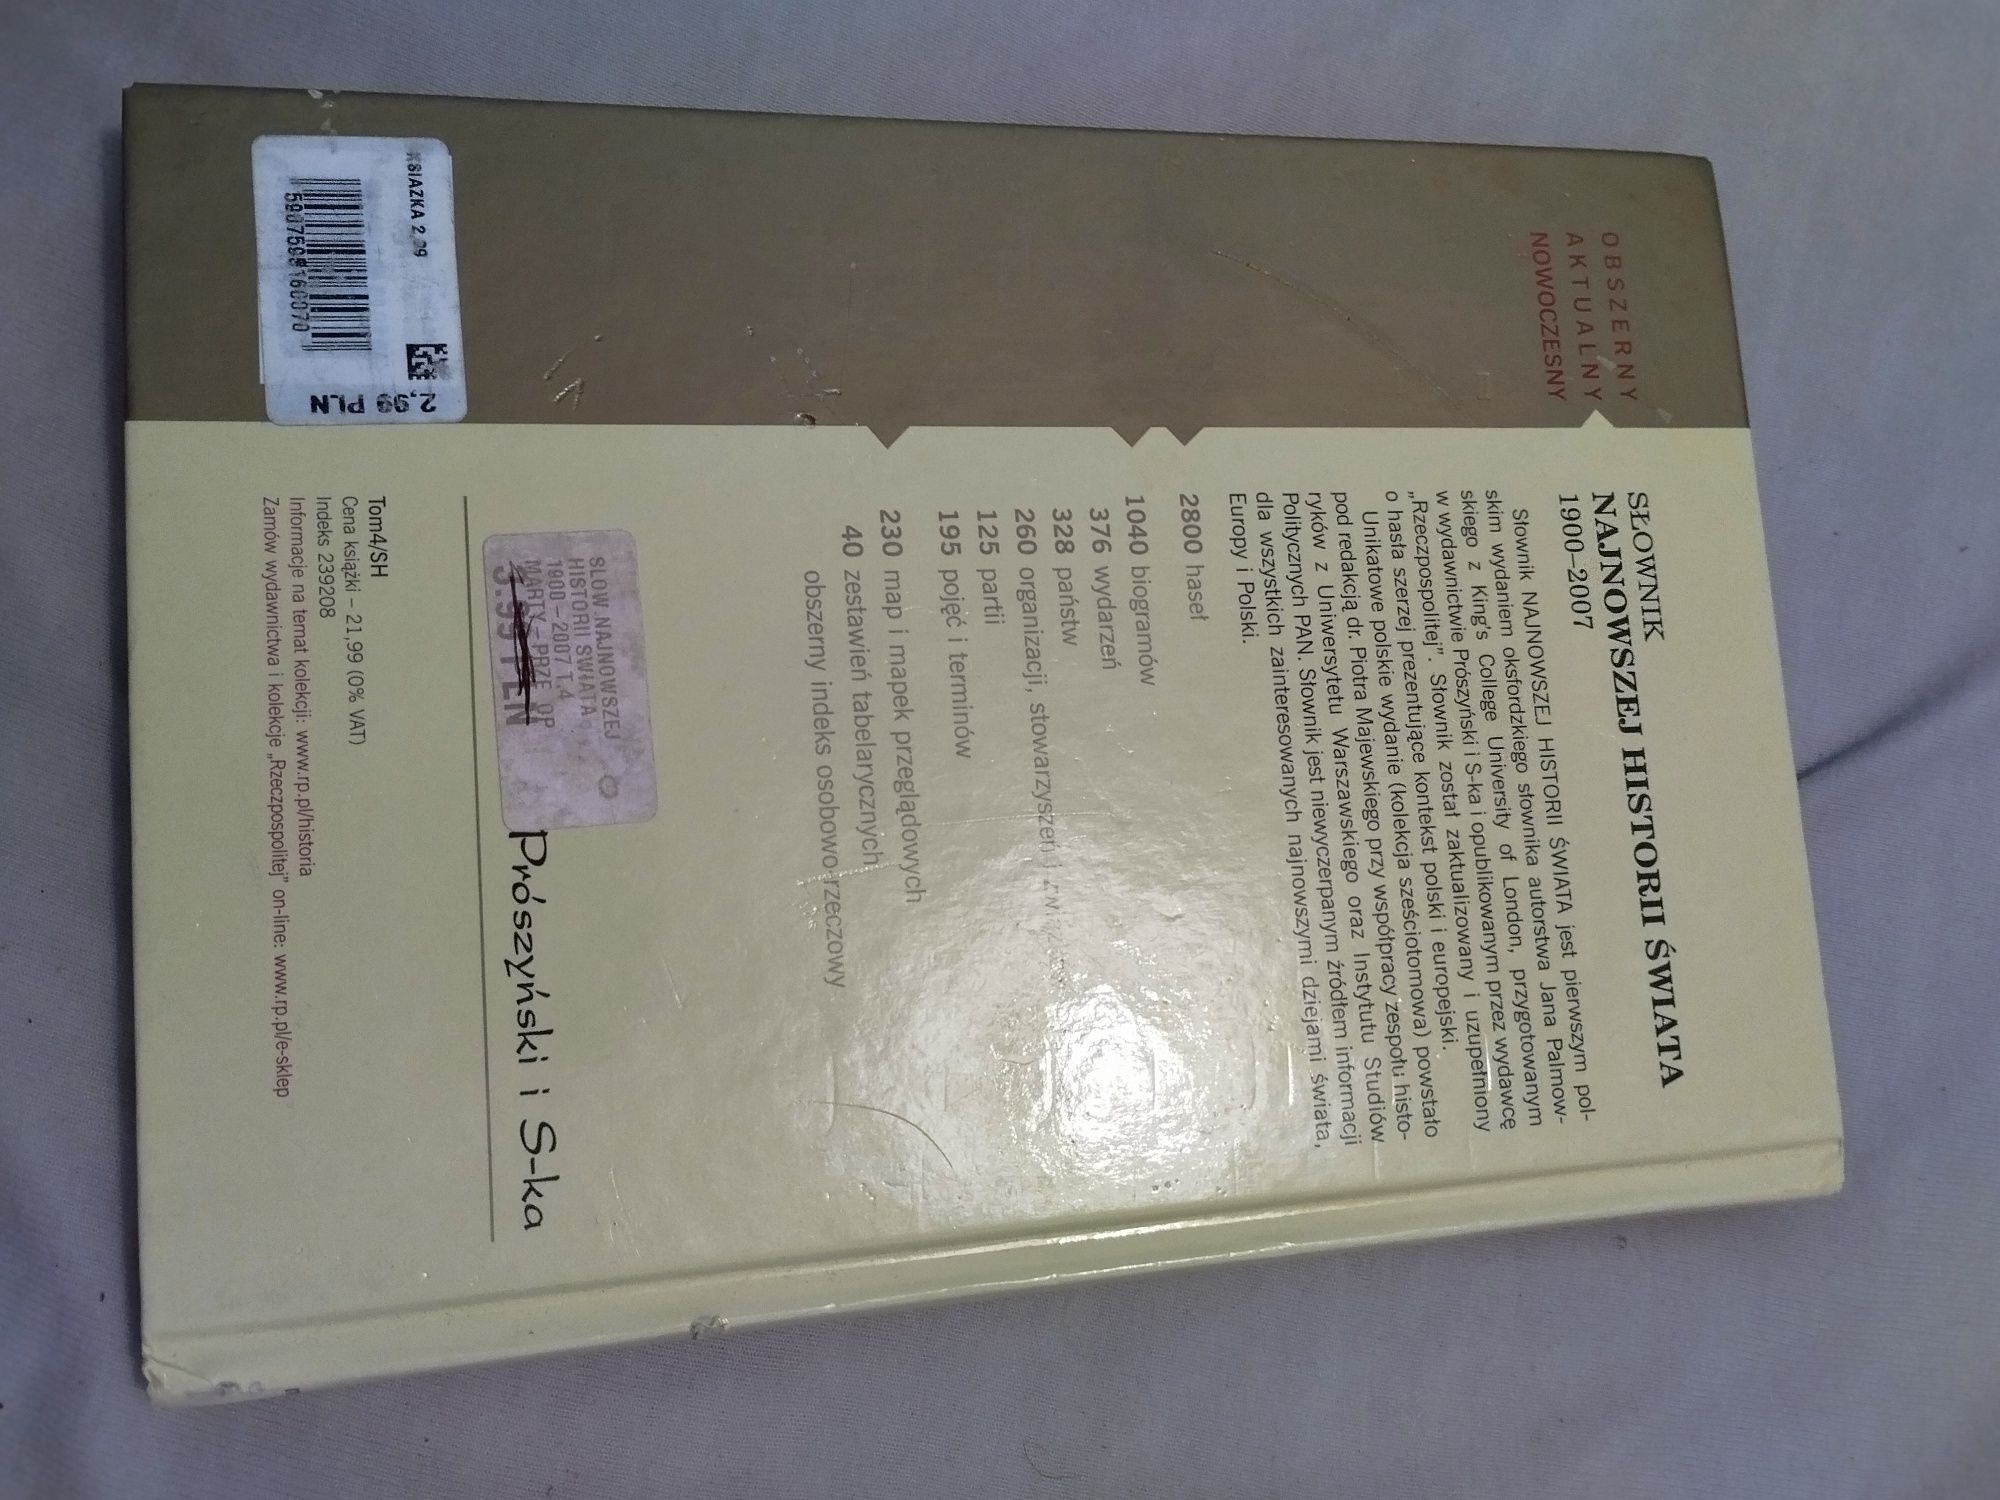 OBSZERNY
AKTUALNY
NOWOCZESNY
SŁOWNIK
NAJNOWSZEJ HISTORII ŚWIATA
1900–2007
Słownik NAJNOWSZEJ HISTORII ŚWIATA jest pierwszym pol-
skim wydaniem oksfordzkiego słownika autorstwa Jana Palmow-
skiego z King's College University of London, przygotowanym
w wydawnictwie Prószyński i S-ka i opublikowanym przez wydawcę
„Rzeczpospolitej". Słownik został zaktualizowany i uzupełniony
o hasła szerzej prezentujące kontekst polski i europejski.
Unikatowe polskie wydanie (kolekcja sześciotomowa) powstało
pod redakcją dr. Piotra Majewskiego przy współpracy zespołu histo-
ryków z Uniwersytetu Warszawskiego oraz Instytutu Studiów
Politycznych PAN. Słownik jest niewyczerpanym źródłem informacji
dla wszystkich zainteresowanych najnowszymi dziejami świata,
Europy i Polski.
2800 haseł
1040 biogramów
376 wydarzeń
328 państw
260 organizacji, stowarzyszeń i
125 partii
195 pojęć i terminów
230 map i mapek przeglądowych
40 zestawień tabelarycznych
obszerny indeks osobowo-rzeczowy
SLOW.NAJNOWSZEJ
HISTORII SWIATA
1900-2007 T.4
MARTY-PRZE OP
PLN
Prószyński i S-ka
Tom4/SH
Cena książki – 21,99 (0% VAT)
Indeks 239208
Informacje na temat kolekcji: www.rp.pl/historia
Zamów wydawnictwa i kolekcje „Rzeczpospolitej" on-line: www.rp.pl/e-sklep
KSIAZKA
PLN